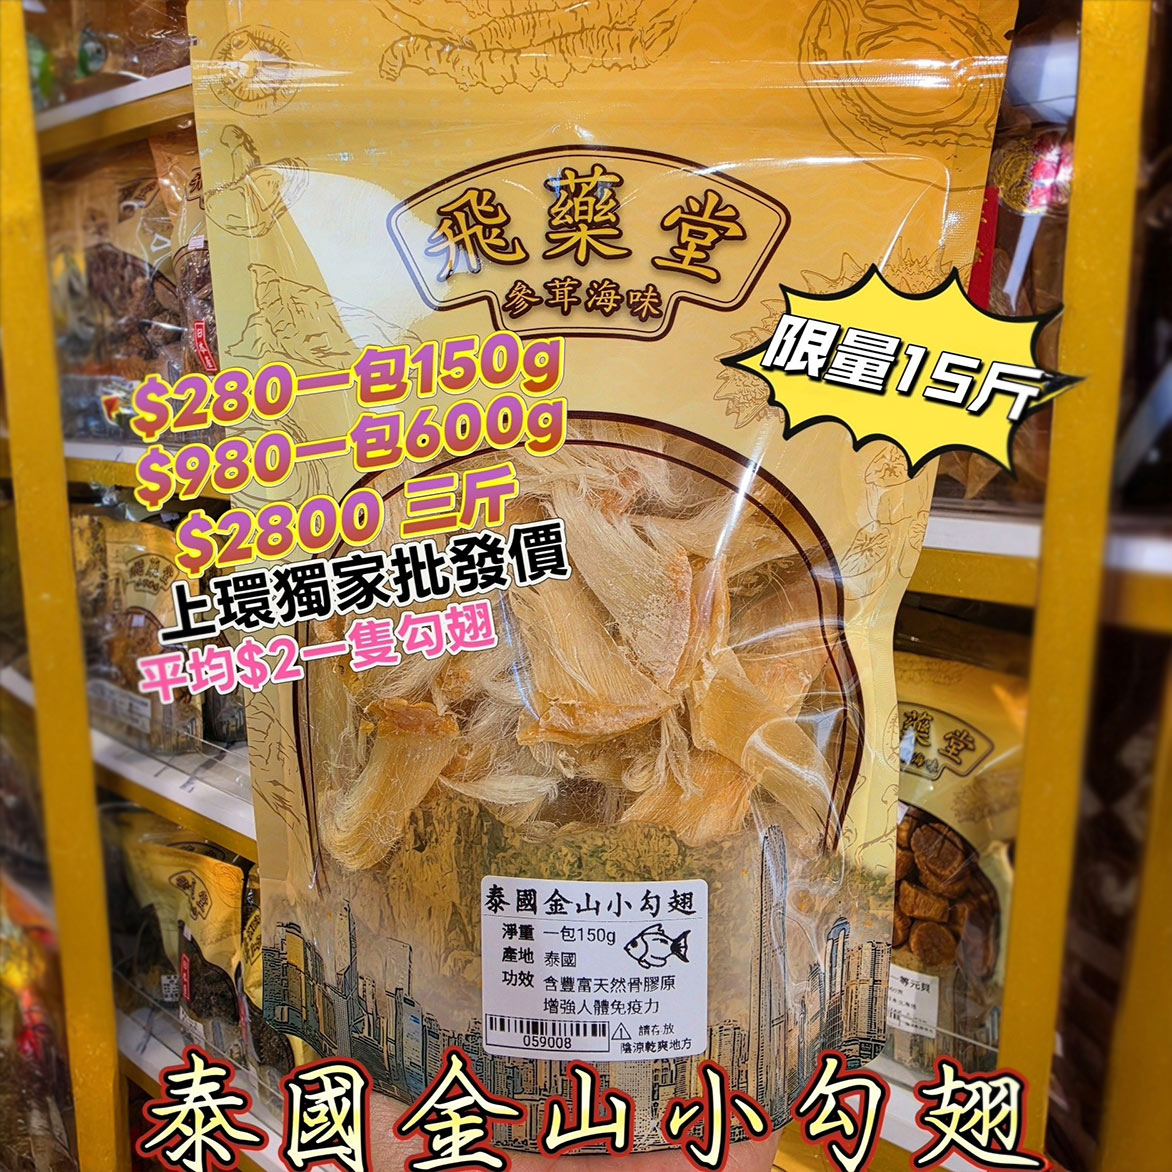 飛藥堂
參茸海味
限量15斤
$280一包150g
$980一包600g
$2800 三斤
上環獨家批發價
平均$2一隻勾翅
泰國金山小勾翅
淨重 一包150g
產地 泰國
功效 含豐富天然骨膠原
增強人體免疫力
059008
請存放
陰涼乾爽地方
藥堂
海味
泰國金山小勾翅